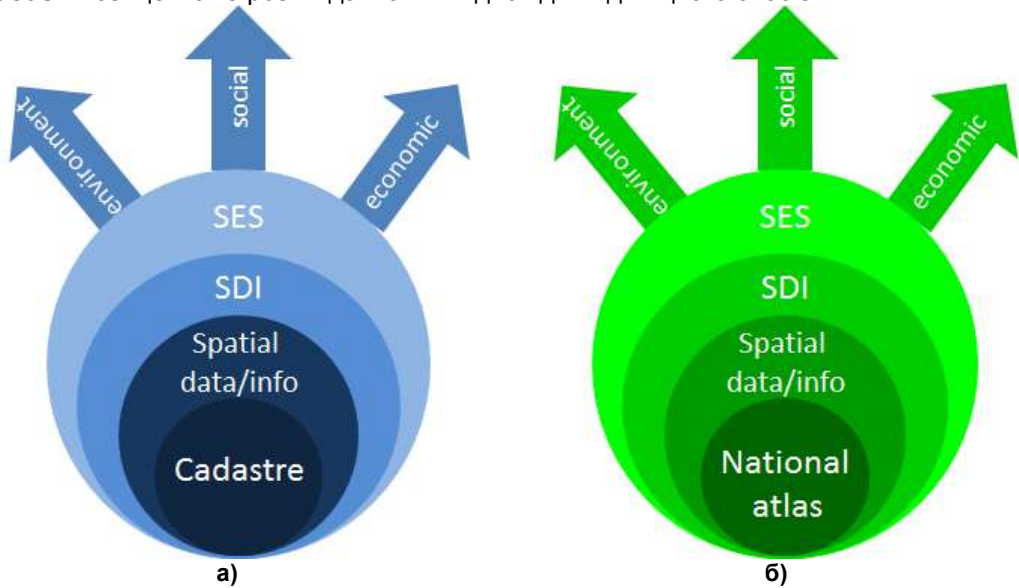 environment
social
economic
SES
SDI
Spatial
data/info
Cadastre
а)
environment
social
economic
SES
SDI
Spatial
data/info
National
atlas
б)